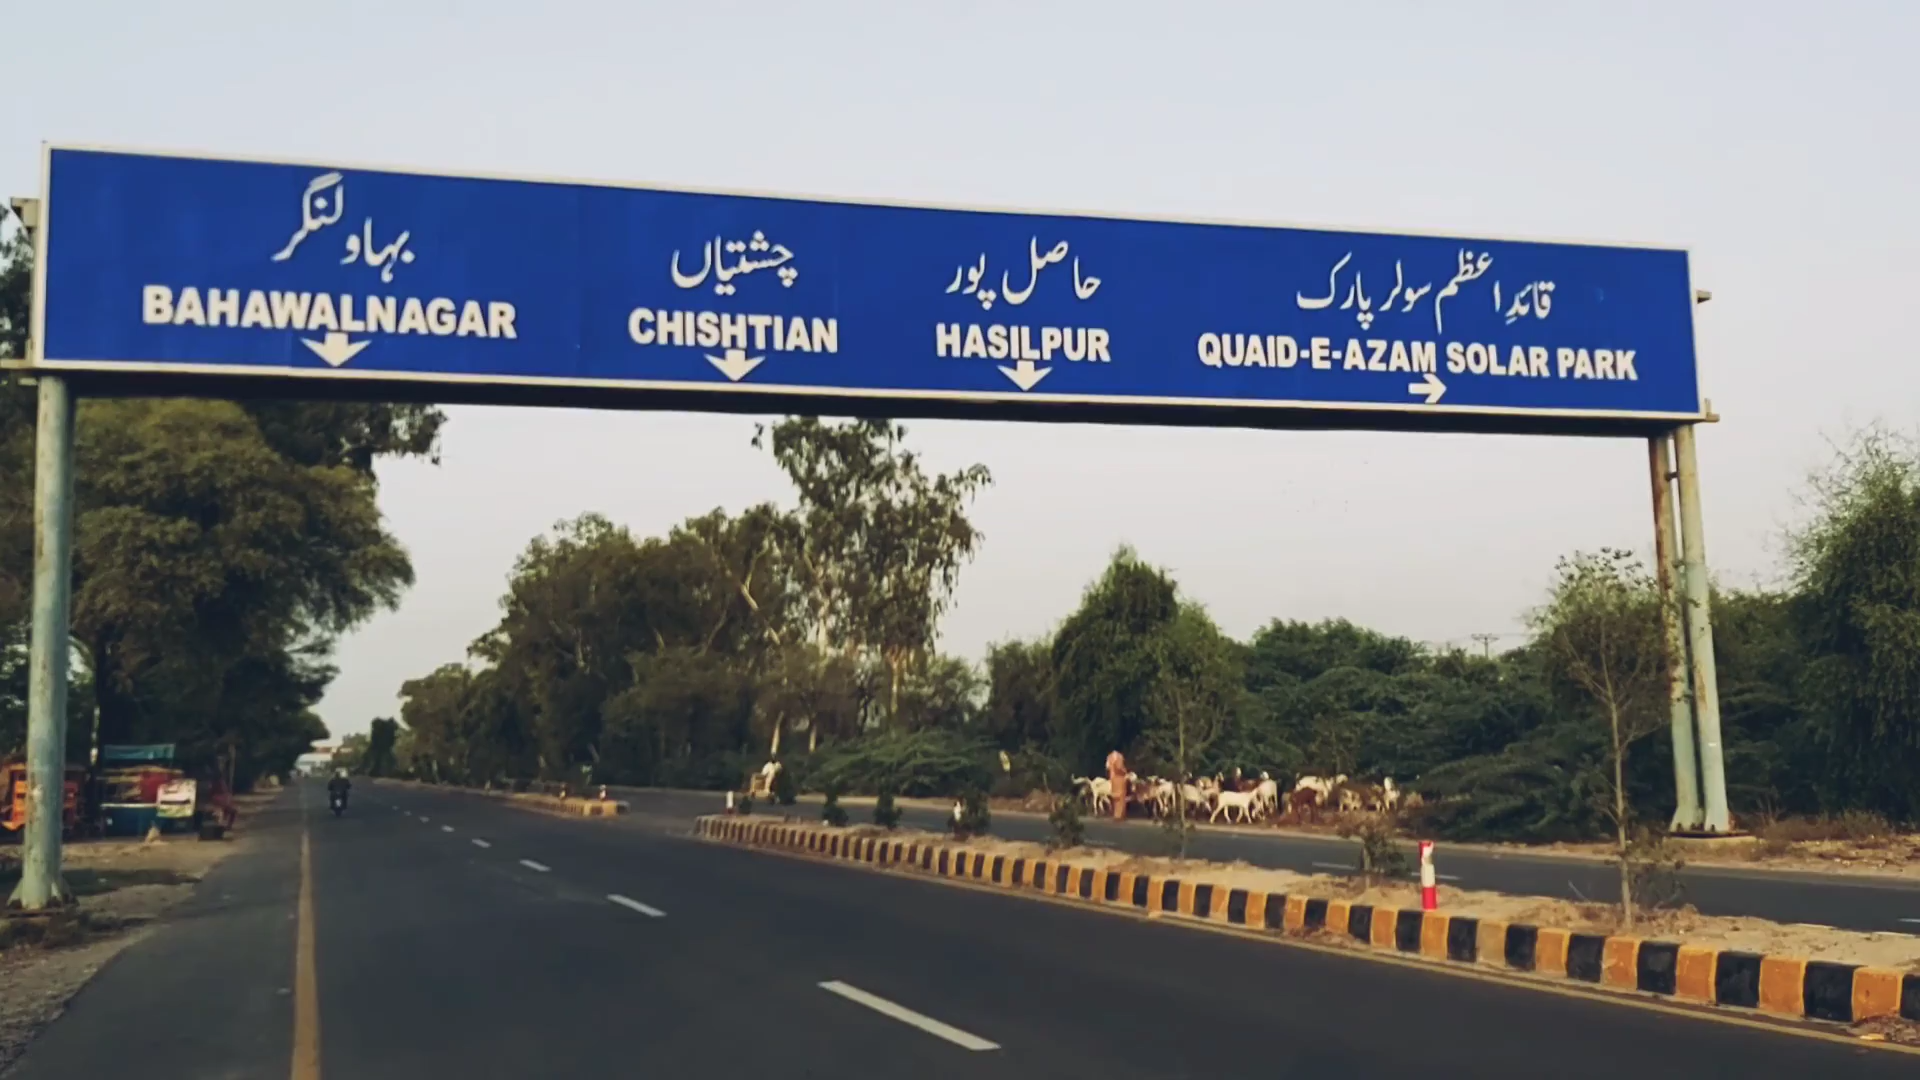 بہاولنگر
BAHAWALNAGAR
چشتیاں
CHISHTIAN
حاصل پور
HASILPUR
قائدِاعظم سولر پارک
QUAID-E-AZAM SOLAR PARK